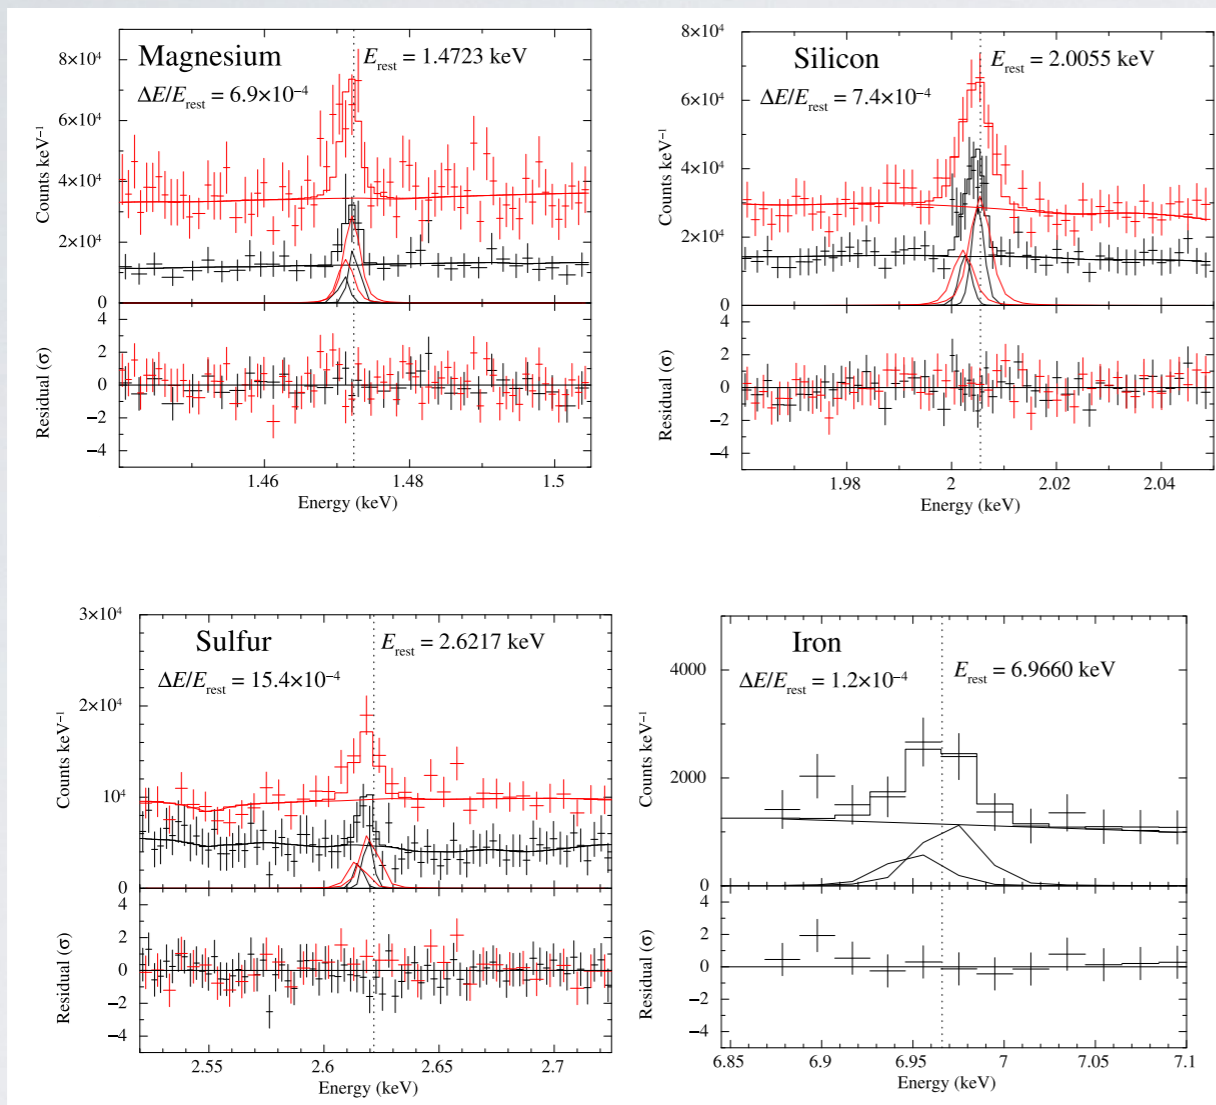 Magnesium
E_rest = 1.4723 keV
ΔE/E_rest = 6.9×10⁻⁴
8×10⁴
6×10⁴
4×10⁴
2×10⁴
0
Counts keV⁻¹
4
2
0
−2
−4
Residual (σ)
1.46 1.48 1.5
Energy (keV)
Silicon
E_rest = 2.0055 keV
ΔE/E_rest = 7.4×10⁻⁴
8×10⁴
6×10⁴
4×10⁴
2×10⁴
0
Counts keV⁻¹
4
2
0
−2
−4
Residual (σ)
1.98 2 2.02 2.04
Energy (keV)
Sulfur
E_rest = 2.6217 keV
ΔE/E_rest = 15.4×10⁻⁴
3×10⁴
2×10⁴
10⁴
0
Counts keV⁻¹
4
2
0
−2
−4
Residual (σ)
2.55 2.6 2.65 2.7
Energy (keV)
Iron
E_rest = 6.9660 keV
ΔE/E_rest = 1.2×10⁻⁴
4000
2000
0
Counts keV⁻¹
4
2
0
−2
−4
Residual (σ)
6.85 6.9 6.95 7 7.05 7.1
Energy (keV)